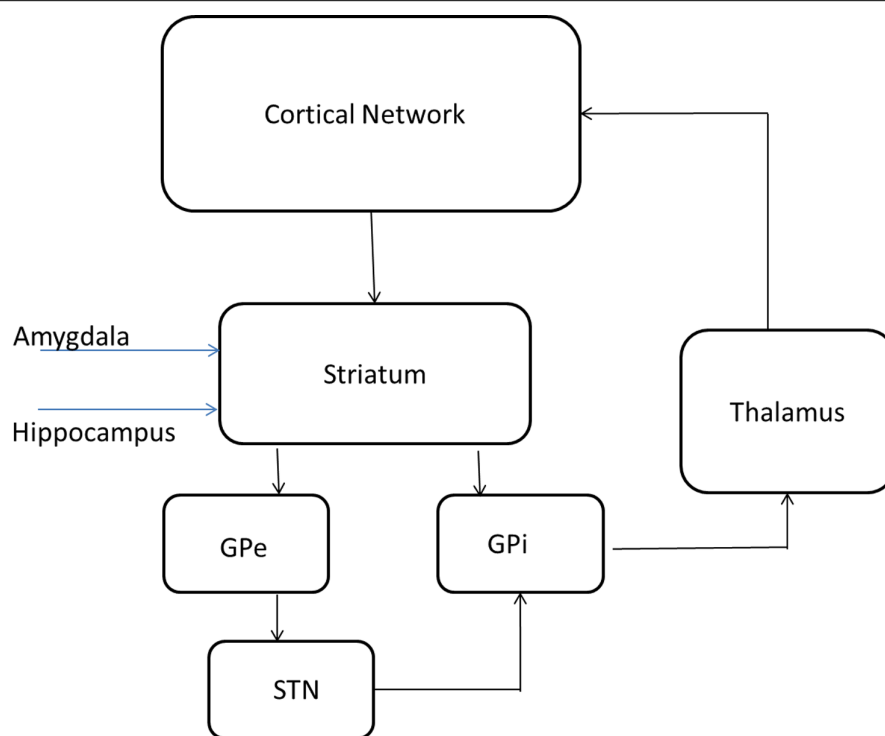 Cortical Network
Amygdala
Striatum
Thalamus
Hippocampus
GPe
GPi
STN